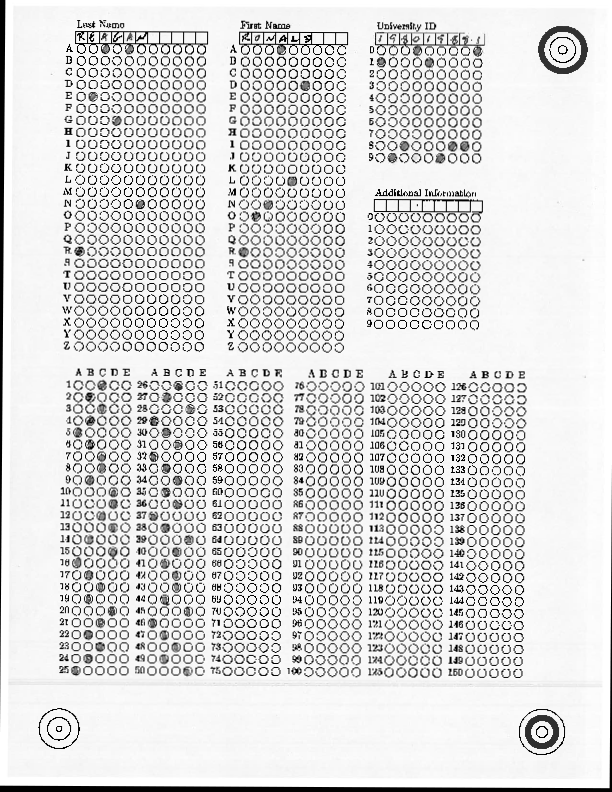 Last Name First Name University ID
R E A G A N R O N A L D 1 9 8 0 1 9 8 8 1
A A 0
B B 1
C C 2
D D 3
E E 4
F F 5
G G 6
H H 7
I I 8
J J 9
K K
L L
M M Additional Information
N N
O O 0
P P 1
Q Q 2
R R 3
S S 4
T T 5
U U 6
V V 7
W W 8
X X 9
Y Y
Z Z
A B C D E A B C D E A B C D E A B C D E A B C D E A B C D E
1 26 51 76 101 126
2 27 52 77 102 127
3 28 53 78 103 128
4 29 54 79 104 129
5 30 55 80 105 130
6 31 56 81 106 131
7 32 57 82 107 132
8 33 58 83 108 133
9 34 59 84 109 134
10 35 60 85 110 135
11 36 61 86 111 136
12 37 62 87 112 137
13 38 63 88 113 138
14 39 64 89 114 139
15 40 65 90 115 140
16 41 66 91 116 141
17 42 67 92 117 142
18 43 68 93 118 143
19 44 69 94 119 144
20 45 70 95 120 145
21 46 71 96 121 146
22 47 72 97 122 147
23 48 73 98 123 148
24 49 74 99 124 149
25 50 75 100 125 150